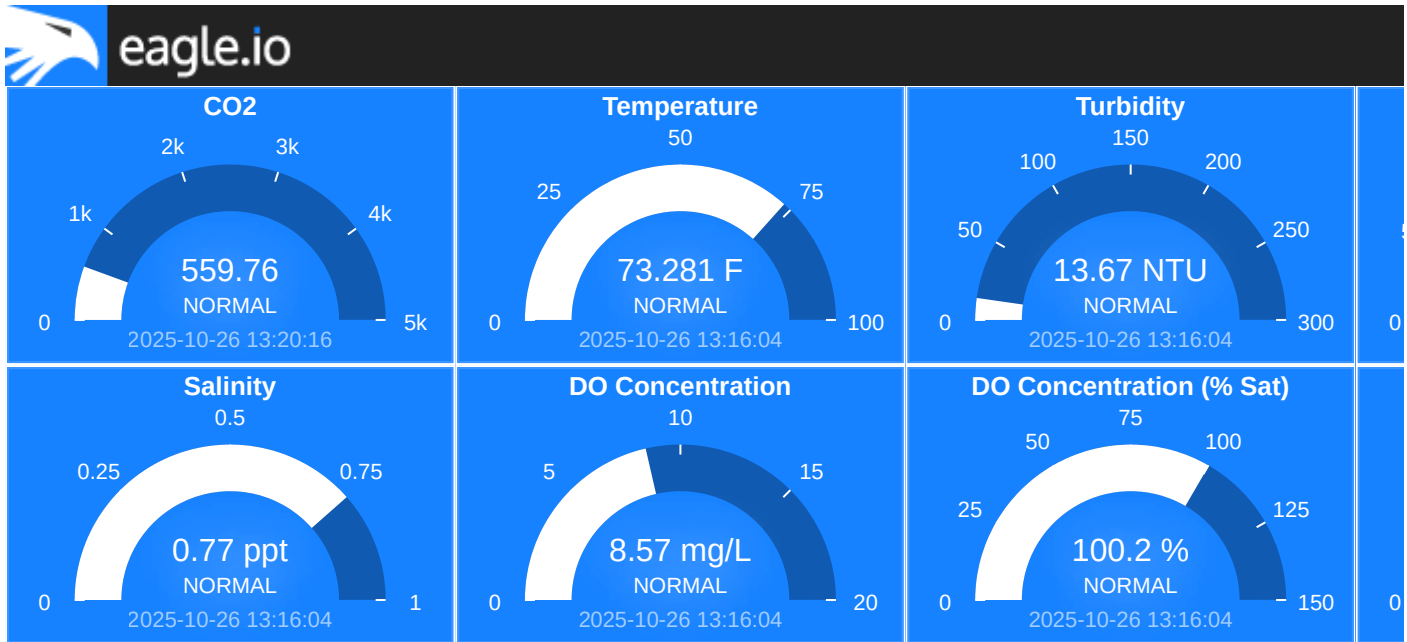 eagle.io
CO2
2k
3k
1k
4k
559.76
NORMAL
0
5k
2025-10-26 13:20:16
Temperature
50
25
75
73.281 F
NORMAL
0
100
2025-10-26 13:16:04
Turbidity
150
100
200
50
250
13.67 NTU
NORMAL
0
300
2025-10-26 13:16:04
0
Salinity
0.5
0.25
0.75
0.77 ppt
NORMAL
0
1
2025-10-26 13:16:04
DO Concentration
10
5
15
8.57 mg/L
NORMAL
0
20
2025-10-26 13:16:04
DO Concentration (% Sat)
75
50
100
25
125
100.2 %
NORMAL
0
150
2025-10-26 13:16:04
0